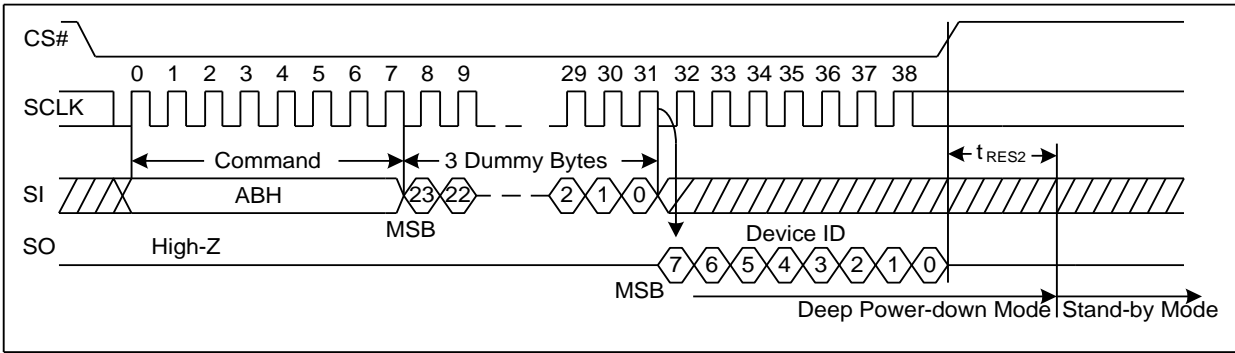 CS#
0 1 2 3 4 5 6 7 8 9 29 30 31 32 33 34 35 36 37 38
SCLK
Command 3 Dummy Bytes t RES2
SI ABH 23 22 2 1 0
MSB
SO High-Z Device ID
7 6 5 4 3 2 1 0
MSB
Deep Power-down Mode Stand-by Mode